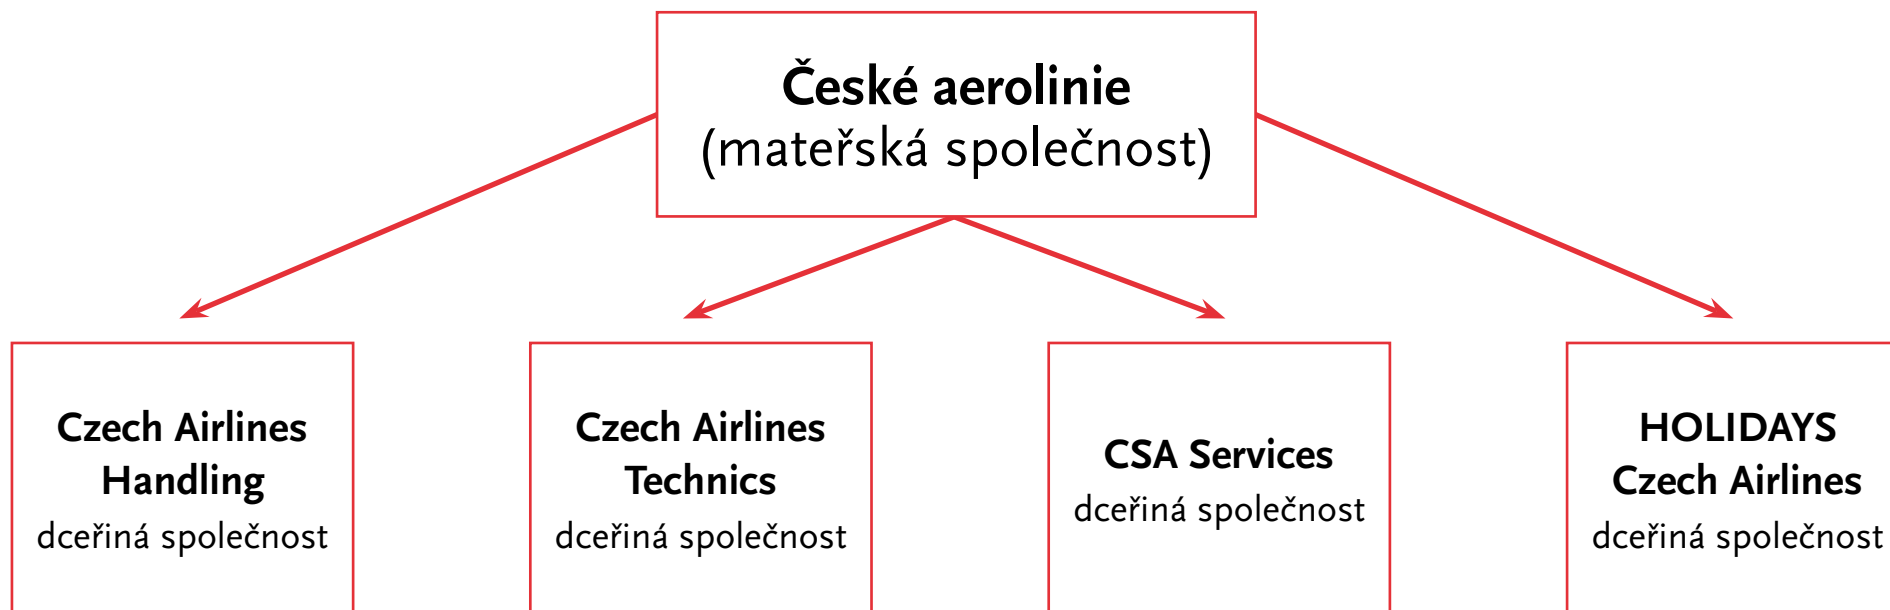 České aerolinie
(mateřská společnost)
Czech Airlines
Handling
dceřiná společnost
Czech Airlines
Technics
dceřiná společnost
CSA Services
dceřiná společnost
HOLIDAYS
Czech Airlines
dceřiná společnost